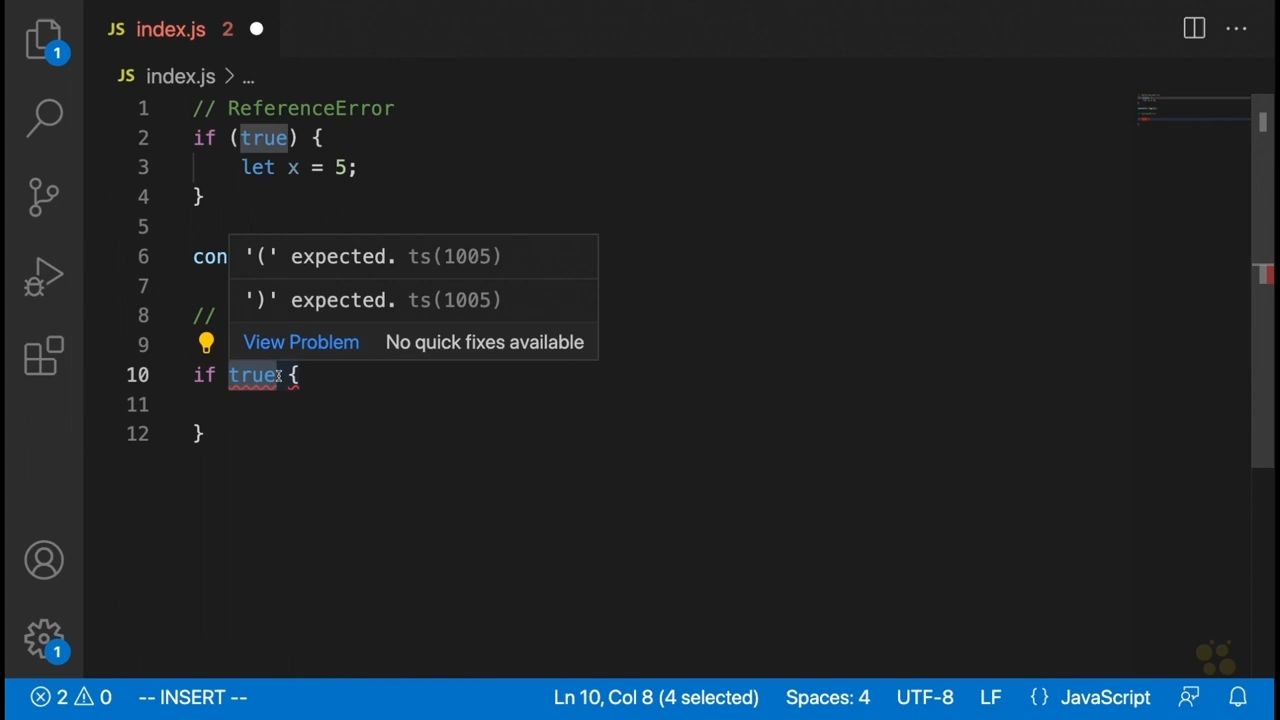 JS index.js 2
JS index.js > ...
1 // ReferenceError
2 if (true) {
3 let x = 5;
4 }
5
6 con
'(' expected. ts(1005)
7
')' expected. ts(1005)
8 //
9
View Problem No quick fixes available
10 if true {
11
12 }
1
1
2 0 -- INSERT -- Ln 10, Col 8 (4 selected) Spaces: 4 UTF-8 LF {} JavaScript